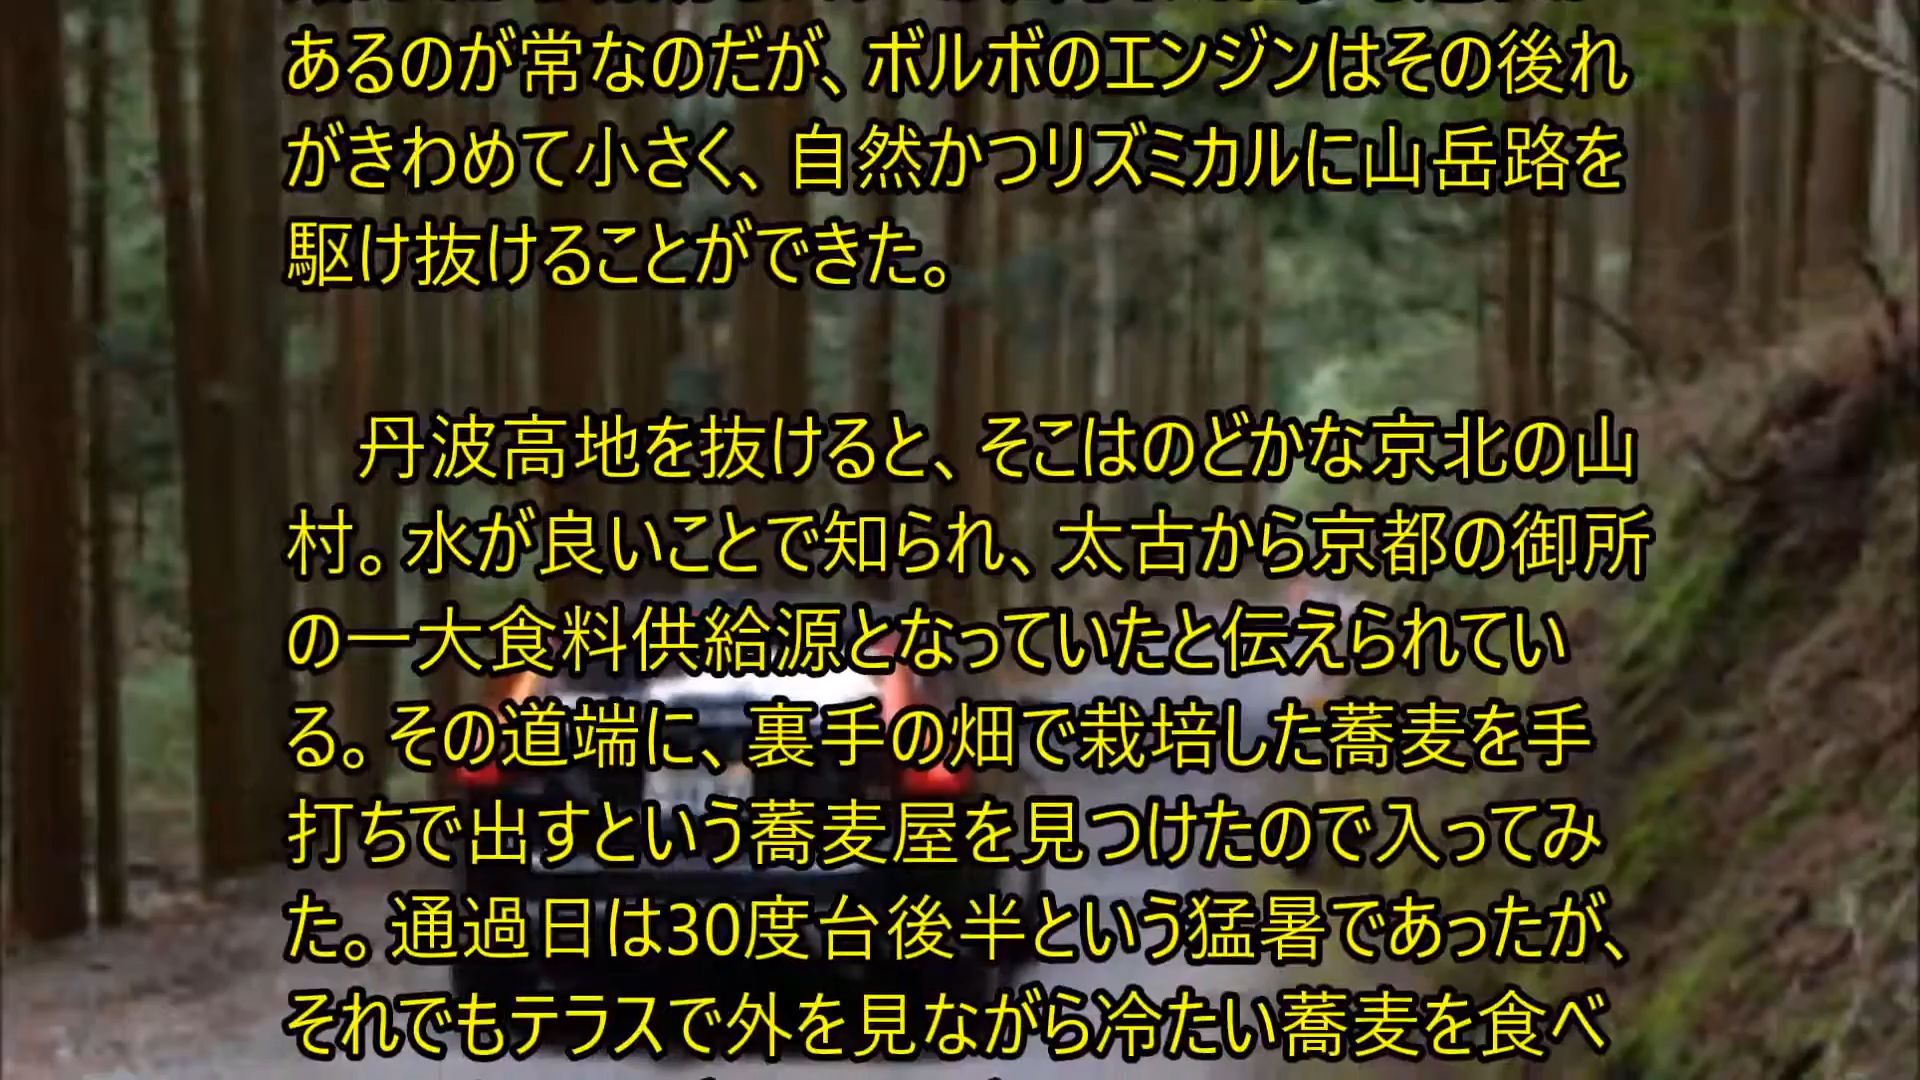 あるのが常なのだが、ボルボのエンジンはその後れ
がきわめて小さく、自然かつリズミカルに山岳路を
駆け抜けることができた。
丹波高地を抜けると、そこはのどかな京北の山
村。水が良いことで知られ、太古から京都の御所
の一大食料供給源となっていたと伝えられてい
る。その道端に、裏手の畑で栽培した蕎麦を手
打ちで出すという蕎麦屋を見つけたので入ってみ
た。通過日は30度台後半という猛暑であったが、
それでもテラスで外を見ながら冷たい蕎麦を食べ